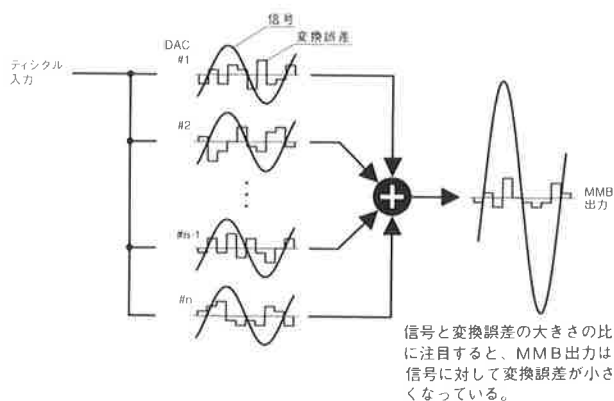 信号
変換誤差
DAC
#1
ディジタル
入力
#2
#n-1
#n
MMB
出力
信号と変換誤差の大きさの比
に注目すると、MMB出力は
信号に対して変換誤差が小さ
くなっている。